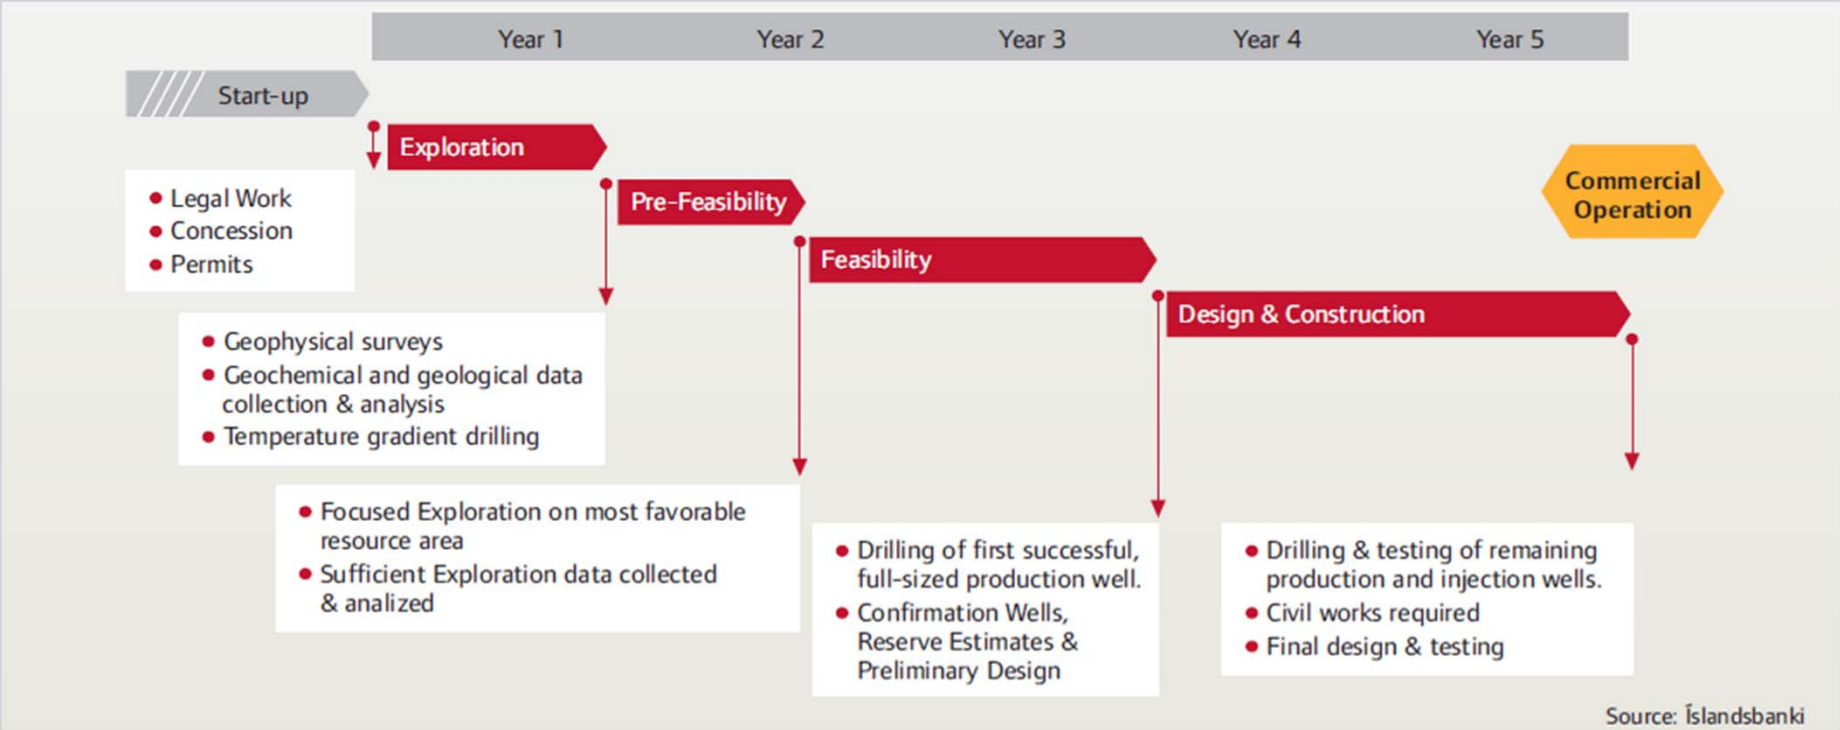 Year 1
Year 2
Year 3
Year 4
Year 5
Start-up
Exploration
Pre-Feasibility
Feasibility
Design & Construction
Commercial
Operation
Legal Work
Concession
Permits
Geophysical surveys
Geochemical and geological data
collection & analysis
Temperature gradient drilling
Focused Exploration on most favorable
resource area
Sufficient Exploration data collected
& analized
Drilling of first successful,
full-sized production well.
Confirmation Wells,
Reserve Estimates &
Preliminary Design
Drilling & testing of remaining
production and injection wells.
Civil works required
Final design & testing
Source: Íslandsbanki